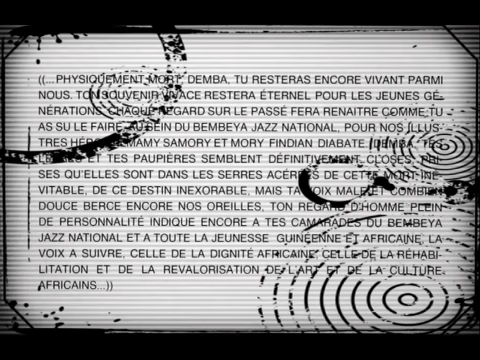 ((...PHYSIQUEMENT MORT, DEMBA, TU RESTERAS ENCORE VIVANT PARMI
NOUS. TON SOUVENIR VIVACE RESTERA ÉTERNEL POUR LES JEUNES GÉ-
NÉRATIONS. CHAQUE REGARD SUR LE PASSÉ FERA RENAITRE COMME TU
AS SU LE FAIRE AU SEIN DU BEMBEYA JAZZ NATIONAL, POUR NOS ILLUS-
TRES HÉROS ALMAMY SAMORY ET MORY FINDIAN DIABATE. DEMBA, TES
LÈVRES ET TES PAUPIÈRES SEMBLENT DÉFINITIVEMENT CLOSES, PRI-
SES QU'ELLES SONT DANS LES SERRES ACÉRÉES DE CETTE MORT INÉ-
VITABLE, DE CE DESTIN INEXORABLE, MAIS TA VOIX MALE ET COMBIEN
DOUCE BERCE ENCORE NOS OREILLES, TON REGARD D'HOMME PLEIN
DE PERSONNALITÉ INDIQUE ENCORE A TES CAMARADES DU BEMBEYA
JAZZ NATIONAL ET A TOUTE LA JEUNESSE GUINÉENNE ET AFRICAINE, LA
VOIX A SUIVRE, CELLE DE LA DIGNITÉ AFRICAINE, CELLE DE LA RÉHABI-
LITATION ET DE LA REVALORISATION DE L'ART ET DE LA CULTURE
AFRICAINS...))